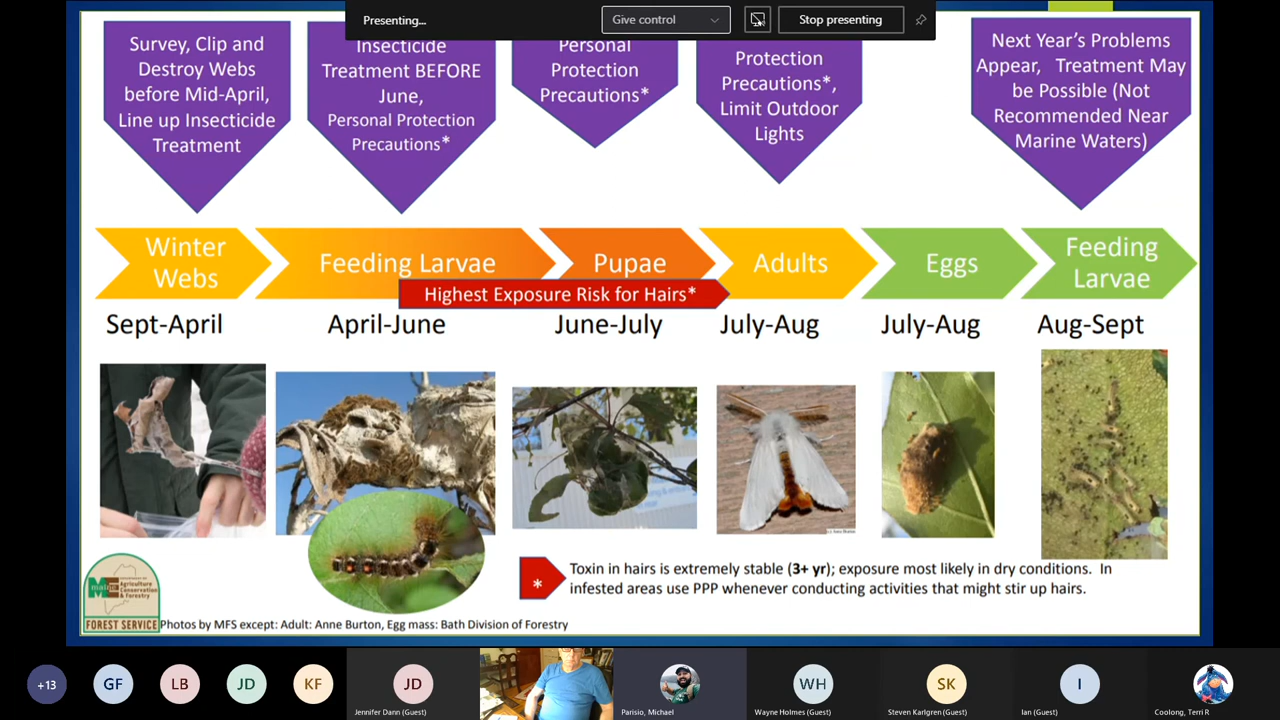 Presenting...
Give control
Stop presenting
Survey, Clip and
Destroy Webs
before Mid-April,
Line up Insecticide
Treatment
Insecticide
Treatment BEFORE
June,
Personal Protection
Precautions*
Personal
Protection
Precautions*
Protection
Precautions*,
Limit Outdoor
Lights
Next Year's Problems
Appear, Treatment May
be Possible (Not
Recommended Near
Marine Waters)
Winter
Webs
Feeding Larvae
Pupae
Adults
Eggs
Feeding
Larvae
Highest Exposure Risk for Hairs*
Sept-April
April-June
June-July
July-Aug
July-Aug
Aug-Sept
* Toxin in hairs is extremely stable (3+ yr); exposure most likely in dry conditions. In
infested areas use PPP whenever conducting activities that might stir up hairs.
Maine
Agriculture
Conservation
& Forestry
FOREST SERVICE
Photos by MFS except: Adult: Anne Burton, Egg mass: Bath Division of Forestry
+13
GF
LB
JD
KF
JD
WH
SK
I
Jennifer Dann (Guest)
Parisio, Michael
Wayne Holmes (Guest)
Steven Karlgren (Guest)
Ian (Guest)
Coolong, Terri R